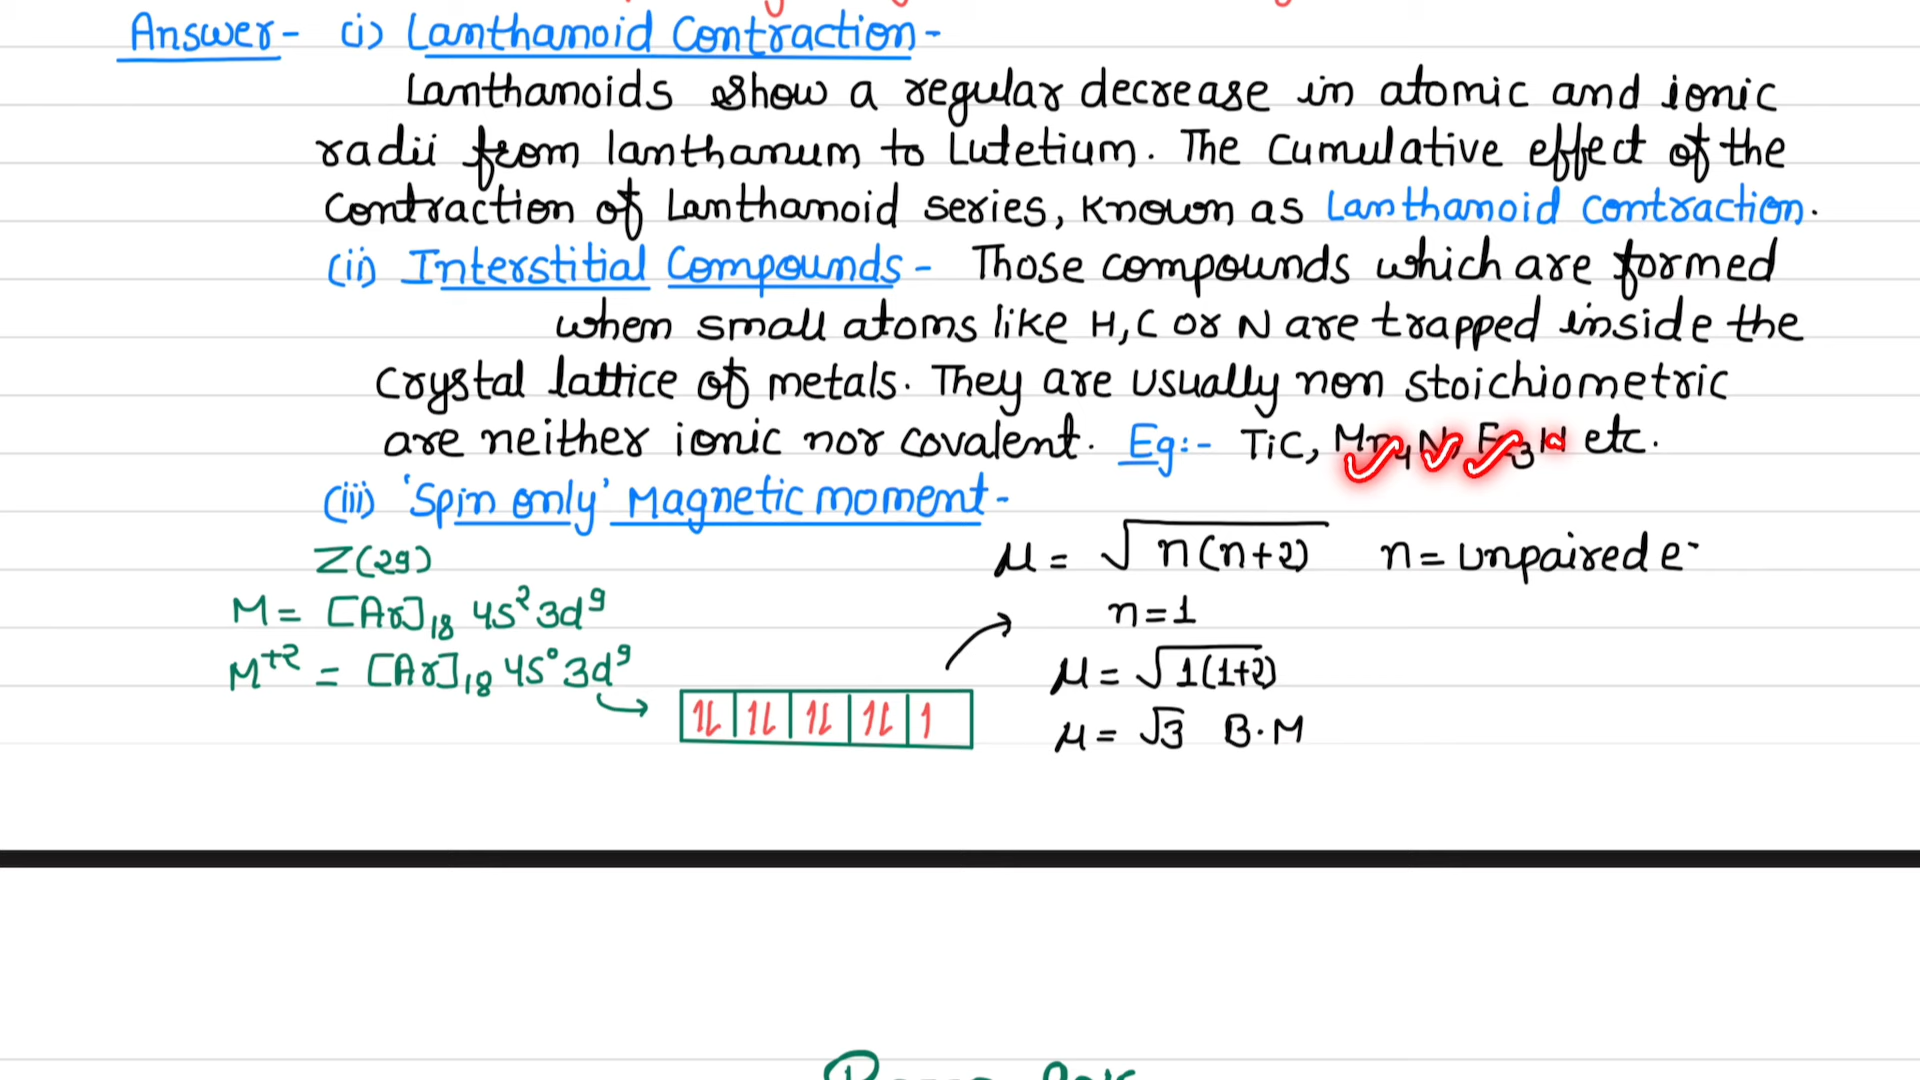 Answer- (i) Lanthanoid Contraction-
Lanthanoids show a regular decrease in atomic and ionic
radii from lanthanum to Lutetium. The cumulative effect of the
contraction of Lanthanoid series, known as Lanthanoid contraction.
(ii) Interstitial Compounds- Those compounds which are formed
when small atoms like H, C or N are trapped inside the
crystal lattice of metals. They are usually non stoichiometric
are neither ionic nor covalent. Eg:- TiC, Mn₄N, Fe₃H etc.
(iii) 'Spin only' Magnetic moment-
Z(29)
M = [Ar]₁₈ 4s² 3d⁹
M⁺² = [Ar]₁₈ 4s° 3d⁹
1L 1L 1L 1L 1
μ = √n(n+2) n = unpaired e⁻
n = 1
μ = √1(1+2)
μ = √3 B.M